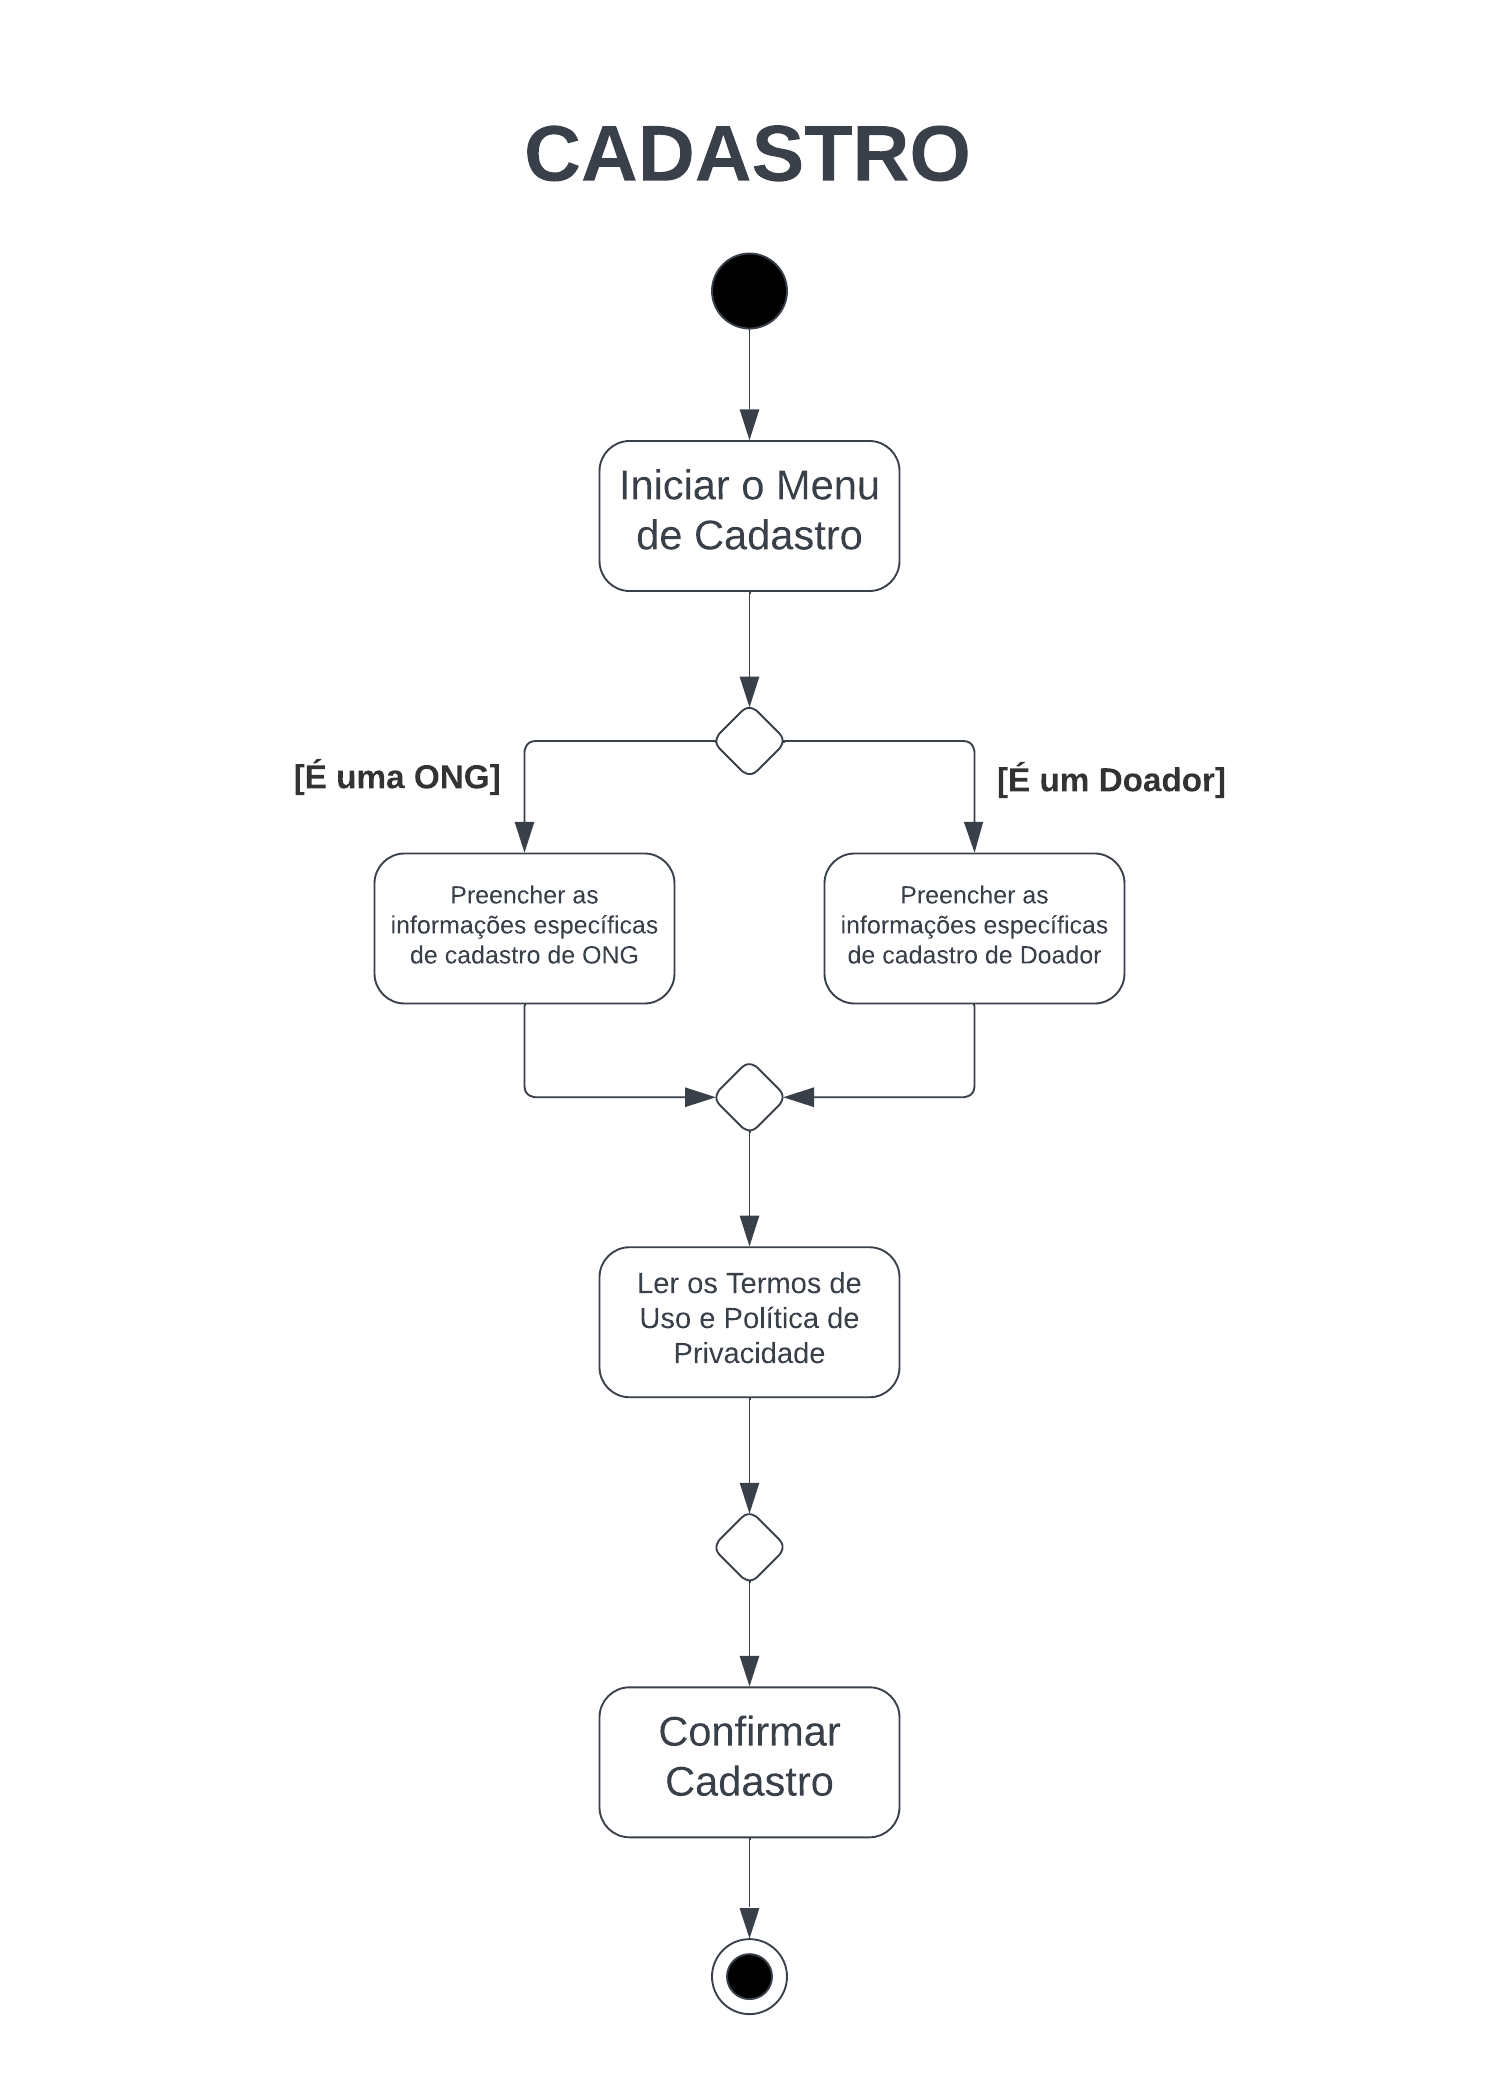 CADASTRO
Iniciar o Menu
de Cadastro
[É uma ONG]
[É um Doador]
Preencher as
informações específicas
de cadastro de ONG
Preencher as
informações específicas
de cadastro de Doador
Ler os Termos de
Uso e Política de
Privacidade
Confirmar
Cadastro